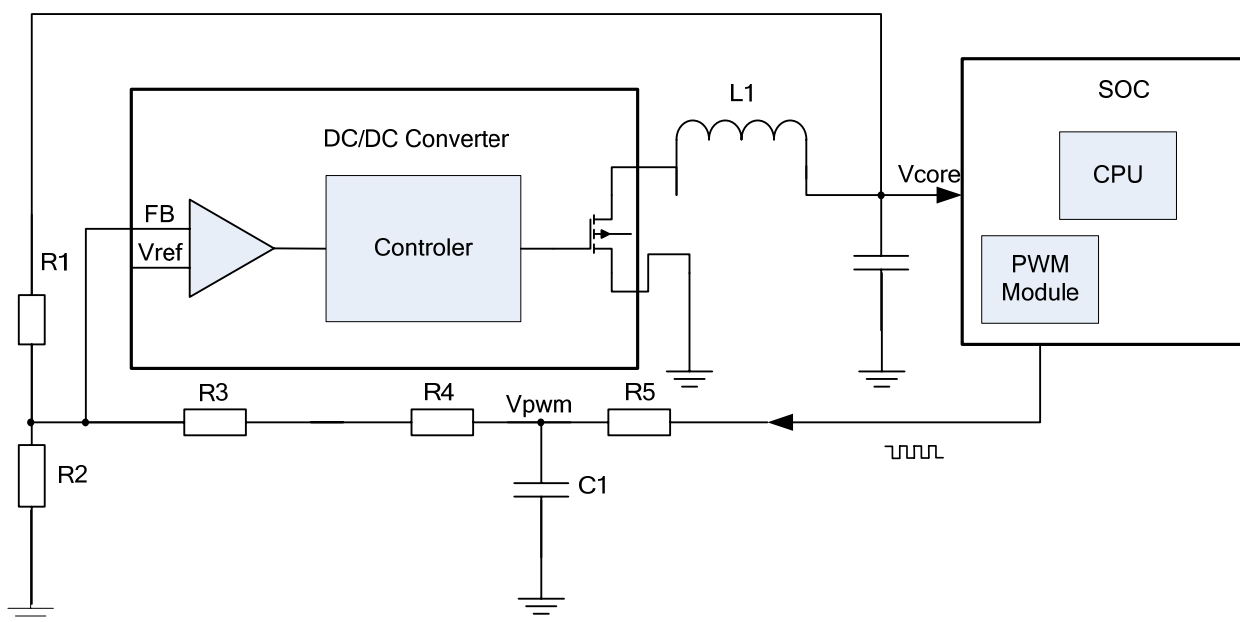 L1
SOC
DC/DC Converter
CPU
Vcore
FB
Vref
Controler
R1
PWM
Module
R3
R4
Vpwm
R5
R2
C1